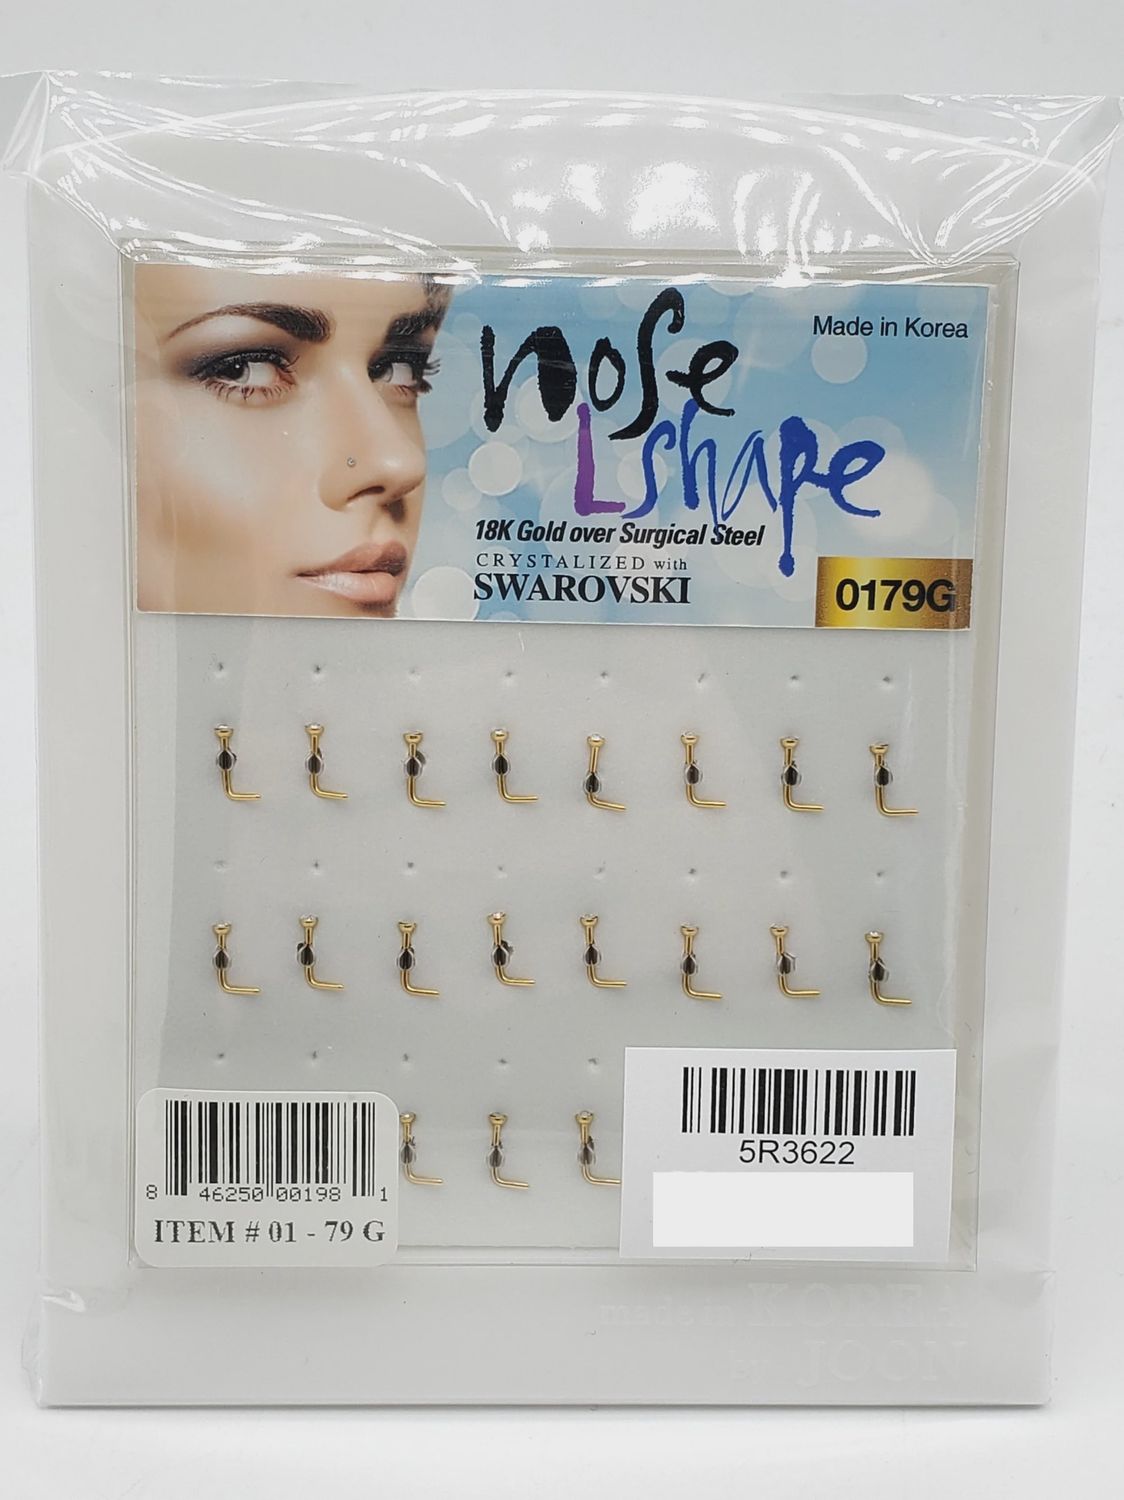 Made in Korea
nose
L shape
18K Gold over Surgical Steel
CRYSTALIZED with
SWAROVSKI
0179G
5R3622
8 46250 00198 1
ITEM # 01 - 79 G
made in KOREA
BY JOON